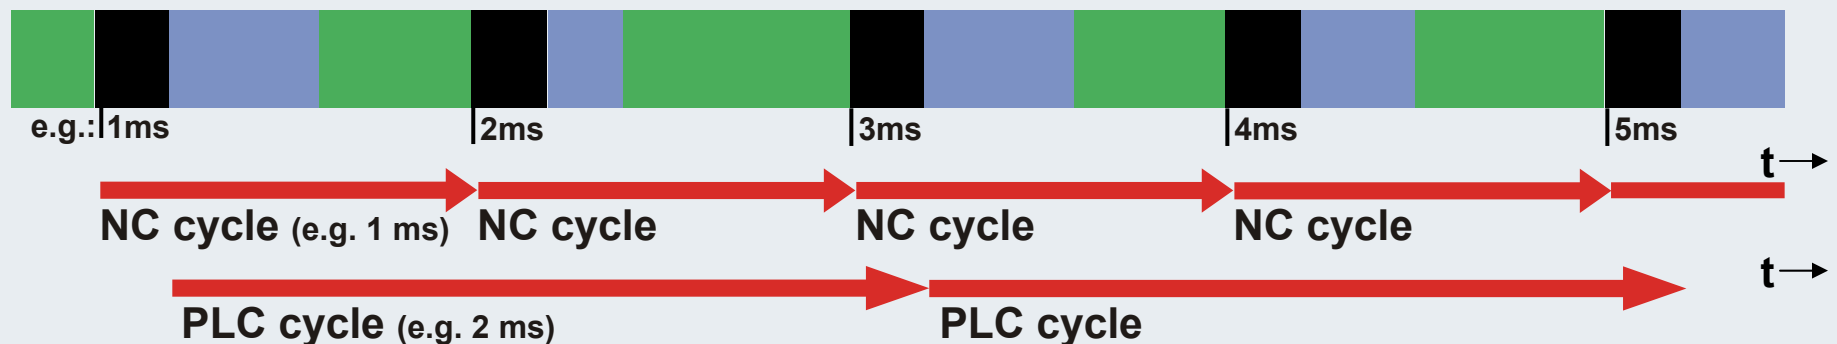 e.g.: 1ms 2ms 3ms 4ms 5ms
t
NC cycle (e.g. 1 ms) NC cycle NC cycle NC cycle
t
PLC cycle (e.g. 2 ms) PLC cycle